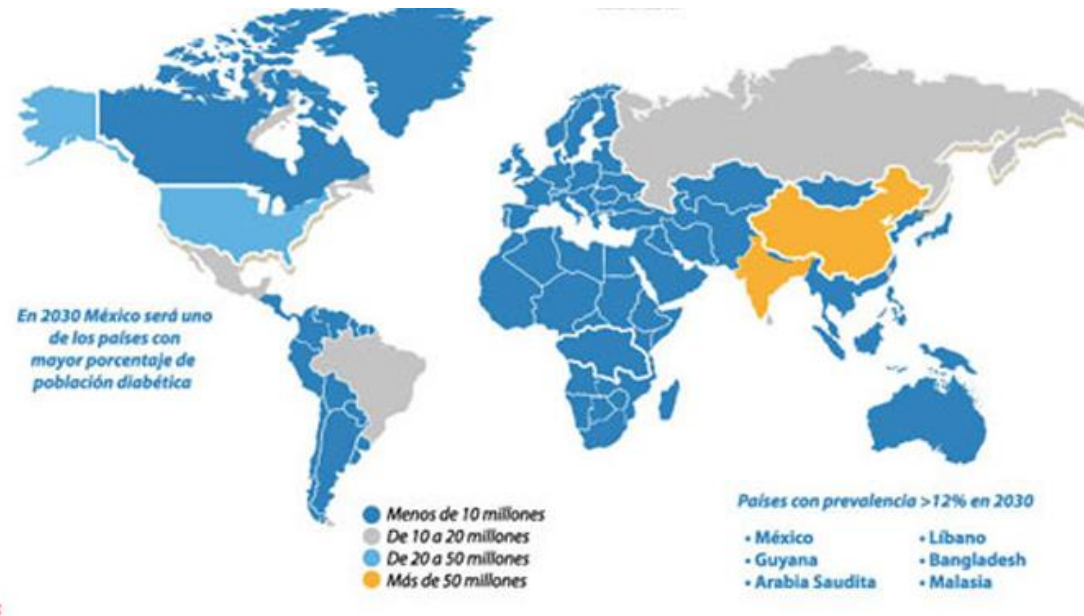 En 2030 México será uno
de los países con
mayor porcentaje de
población diabética
Menos de 10 millones
De 10 a 20 millones
De 20 a 50 millones
Más de 50 millones
Países con prevalencia >12% en 2030
• México
• Guyana
• Arabia Saudita
• Líbano
• Bangladesh
• Malasia